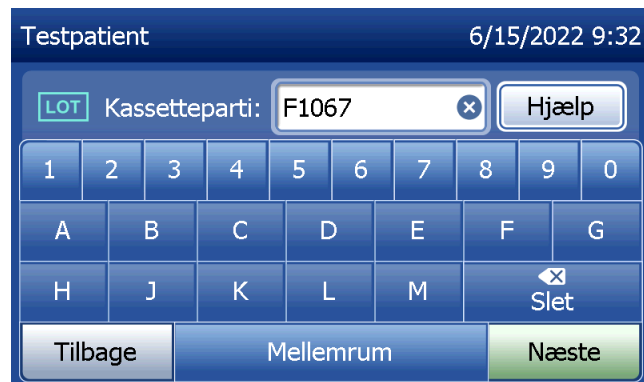 Testpatient 6/15/2022 9:32
LOT Kassetteparti: F1067 Hjælp
1 2 3 4 5 6 7 8 9 0
A B C D E F G
H J K L M Slet
Tilbage Mellemrum Næste